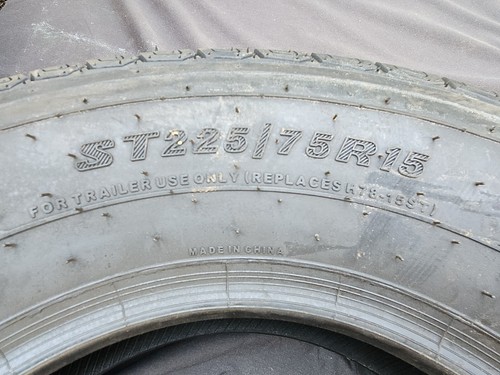 ST225/75R15
FOR TRAILER USE ONLY (REPLACES H78-15ST)
MADE IN CHINA